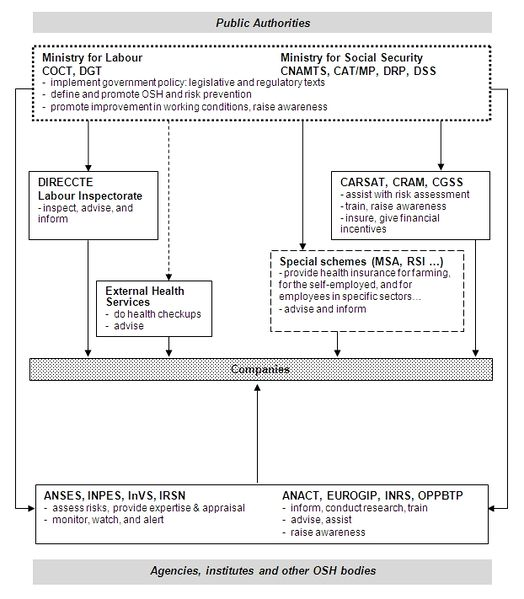 Public Authorities
Ministry for Labour
COCT, DGT
Ministry for Social Security
CNAMTS, CAT/MP, DRP, DSS
- implement government policy: legislative and regulatory texts
- define and promote OSH and risk prevention
- promote improvement in working conditions, raise awareness
DIRECCTE
Labour Inspectorate
- inspect, advise, and
inform
CARSAT, CRAM, CGSS
- assist with risk assessment
- train, raise awareness
- insure, give financial
incentives
Special schemes (MSA, RSI ...)
- provide health insurance for farming,
for the self-employed, and for
employees in specific sectors...
- advise and inform
External Health
Services
- do health checkups
- advise
Companies
ANSES, INPES, InVS, IRSN
- assess risks, provide expertise & appraisal
- monitor, watch, and alert
ANACT, EUROGIP, INRS, OPPBTP
- inform, conduct research, train
- advise, assist
- raise awareness
Agencies, institutes and other OSH bodies